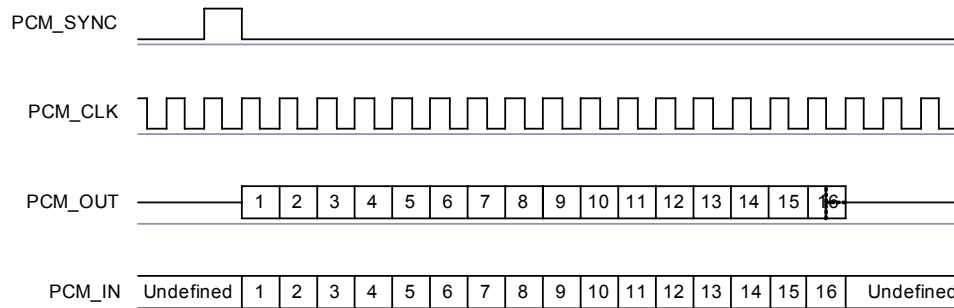 PCM_SYNC
PCM_CLK
PCM_OUT 1 2 3 4 5 6 7 8 9 10 11 12 13 14 15 16
PCM_IN Undefined 1 2 3 4 5 6 7 8 9 10 11 12 13 14 15 16 Undefined